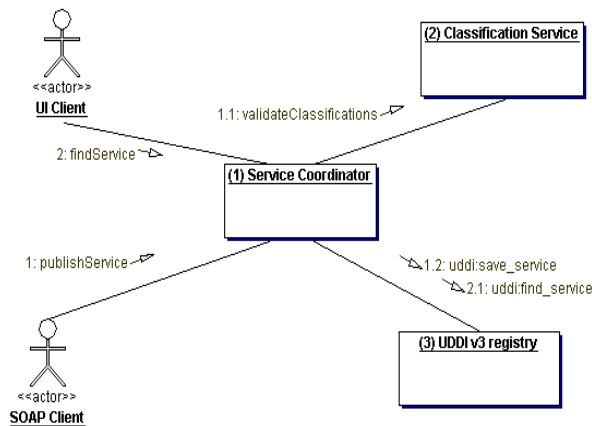 (2) Classification Service
<<actor>>
UI Client
1.1: validateClassifications
2: findService
(1) Service Coordinator
1: publishService
1.2: uddi:save_service
2.1: uddi:find_service
(3) UDDI v3 registry
<<actor>>
SOAP Client